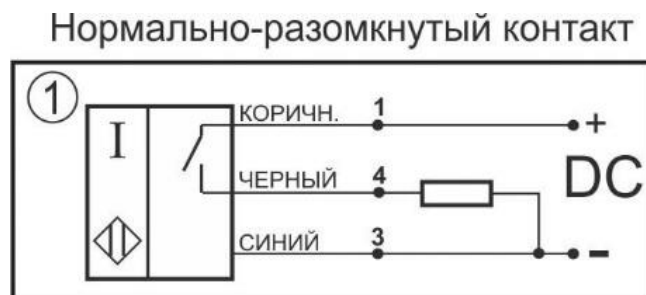 Нормально-разомкнутый контакт
1
I
КОРИЧН. 1 +
ЧЕРНЫЙ 4 DC
СИНИЙ 3 -